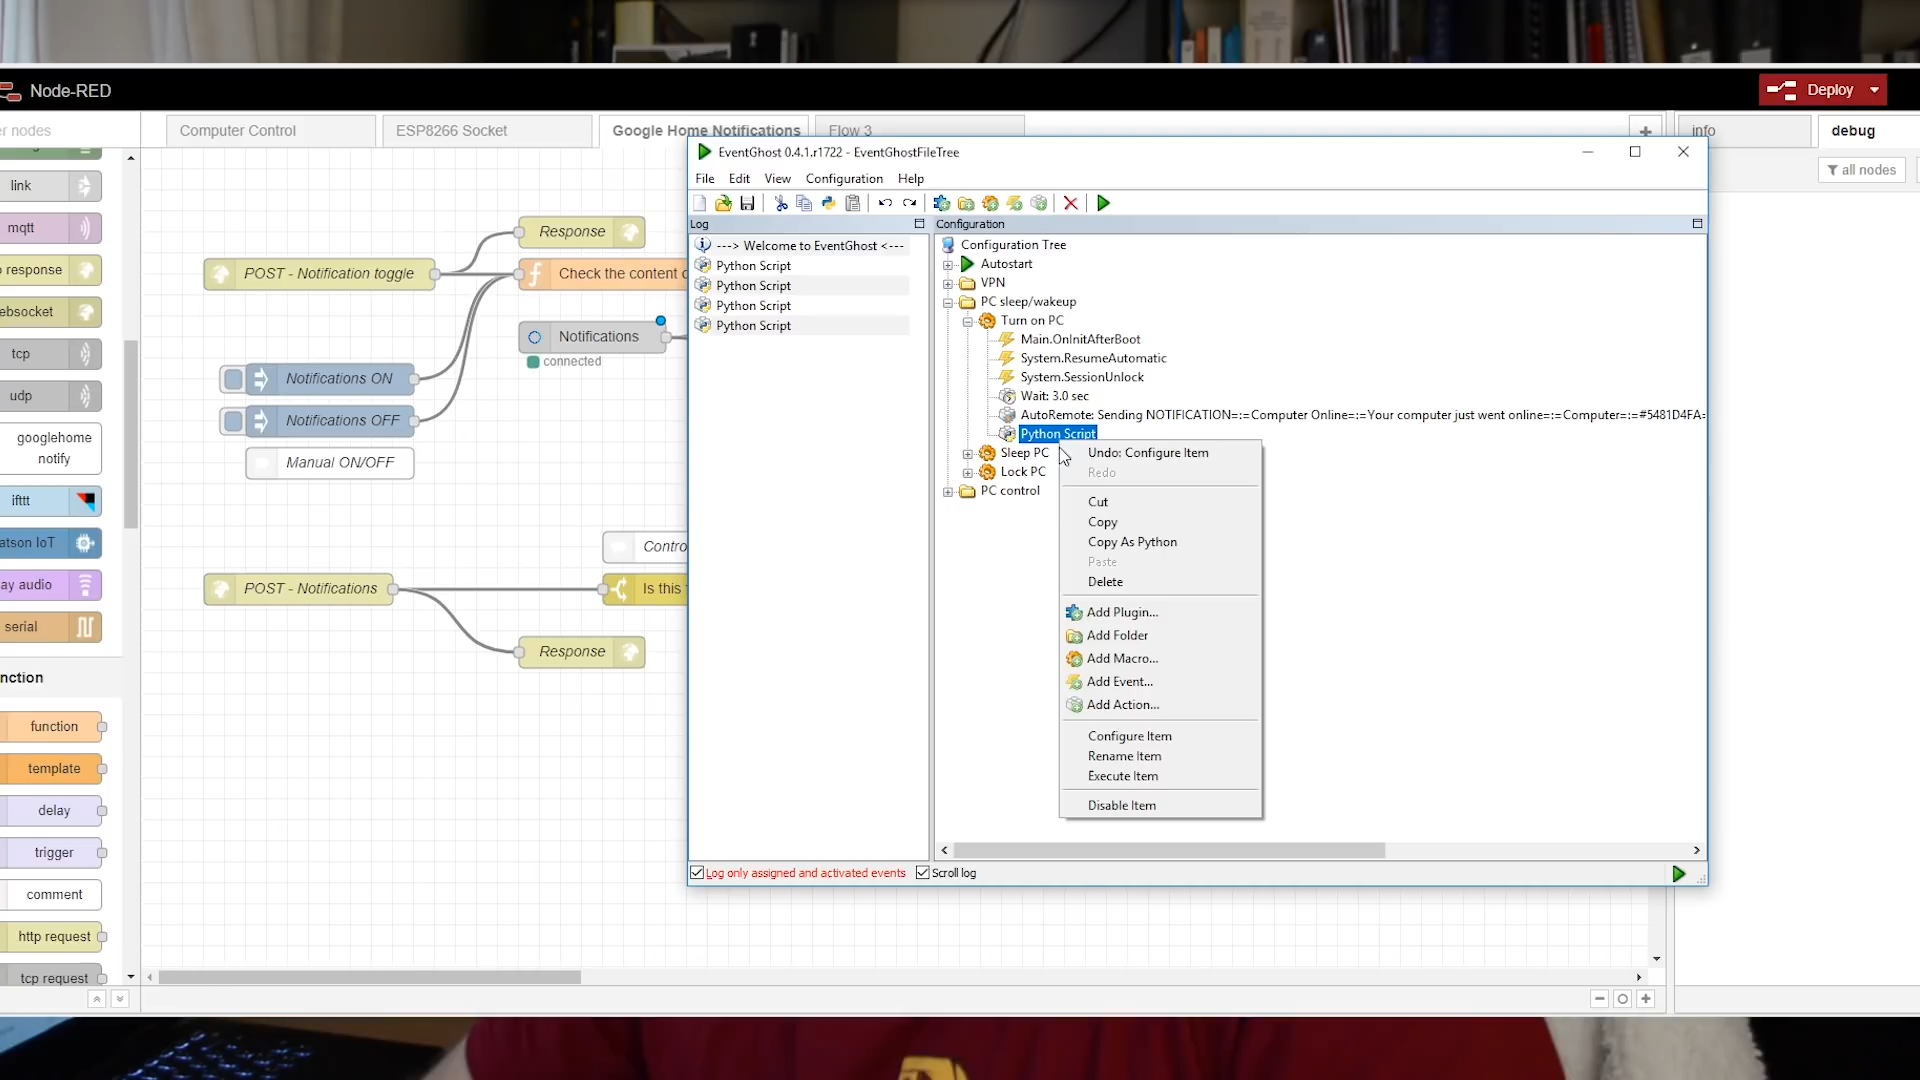 Node-RED
Deploy
er nodes
Computer Control
ESP8266 Socket
Google Home Notifications
Flow 3
info
debug
all nodes
link
mqtt
o response
ebsocket
tcp
udp
googlehome
notify
ifttt
atson IoT
ay audio
serial
nction
function
template
delay
trigger
comment
http request
tcp request
Response
POST - Notification toggle
Check the content o
Notifications
connected
Notifications ON
Notifications OFF
Manual ON/OFF
Contro
POST - Notifications
Is this
Response
EventGhost 0.4.1.r1722 - EventGhostFileTree
File Edit View Configuration Help
Log
---> Welcome to EventGhost <---
Python Script
Python Script
Python Script
Python Script
Configuration
Configuration Tree
Autostart
VPN
PC sleep/wakeup
Turn on PC
Main.OnInitAfterBoot
System.ResumeAutomatic
System.SessionUnlock
Wait: 3.0 sec
AutoRemote: Sending NOTIFICATION=:=Computer Online=:=Your computer just went online=:=Computer=:=#5481D4FA=
Python Script
Sleep PC
Lock PC
PC control
Undo: Configure Item
Redo
Cut
Copy
Copy As Python
Paste
Delete
Add Plugin...
Add Folder
Add Macro...
Add Event...
Add Action...
Configure Item
Rename Item
Execute Item
Disable Item
Log only assigned and activated events
Scroll log